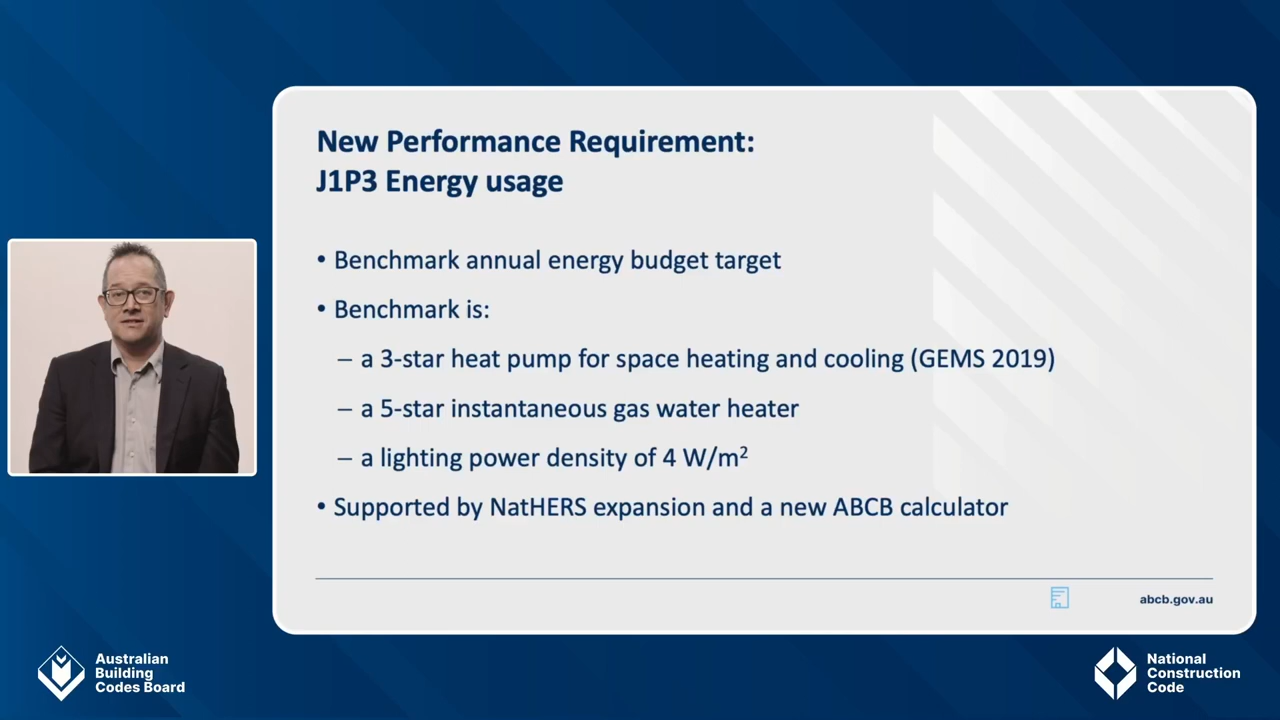 New Performance Requirement:
J1P3 Energy usage
• Benchmark annual energy budget target
• Benchmark is:
– a 3-star heat pump for space heating and cooling (GEMS 2019)
– a 5-star instantaneous gas water heater
– a lighting power density of 4 W/m²
• Supported by NatHERS expansion and a new ABCB calculator
abcb.gov.au
Australian
Building
Codes Board
National
Construction
Code